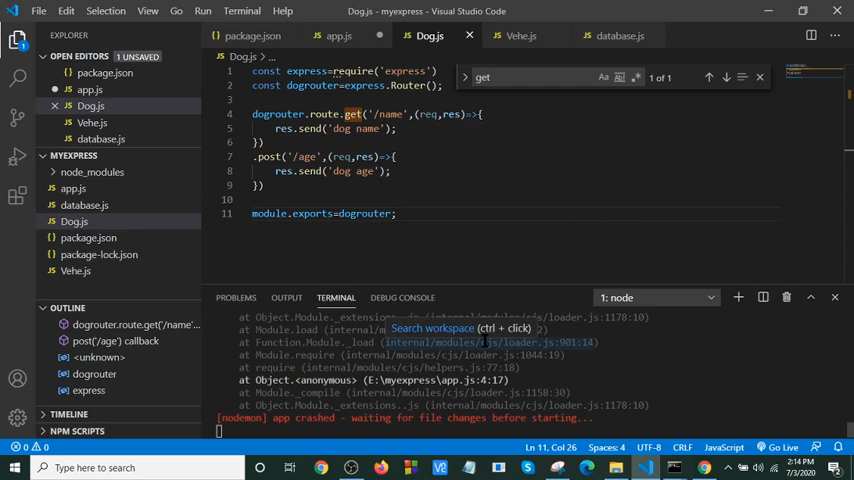 File Edit Selection View Go Run Terminal Help Dog.js - myexpress - Visual Studio Code
EXPLORER
OPEN EDITORS 1 UNSAVED
package.json
app.js
Dog.js
Vehe.js
database.js
MYEXPRESS
node_modules
app.js
database.js
Dog.js
package.json
package-lock.json
Vehe.js
OUTLINE
dogrouter.route.get('/name'...
post('/age') callback
<unknown>
dogrouter
express
TIMELINE
NPM SCRIPTS
package.json app.js Dog.js Vehe.js database.js
Dog.js > ...
get Aa Abl .* 1 of 1
1 const express=require('express')
2 const dogrouter=express.Router();
3
4 dogrouter.route.get('/name',(req,res)=>{
5 res.send('dog name');
6 })
7 .post('/age',(req,res)=>{
8 res.send('dog age');
9 })
10
11 module.exports=dogrouter;
PROBLEMS OUTPUT TERMINAL DEBUG CONSOLE 1: node
at Object.Module._extensions..js (internal/modules/cjs/loader.js:1178:10)
at Module.load (internal/m
2)
Search workspace (ctrl + click)
at Function.Module._load (internal/modules/cjs/loader.js:901:14)
at Module.require (internal/modules/cjs/loader.js:1044:19)
at require (internal/modules/cjs/helpers.js:77:18)
at Object.<anonymous> (E:\myexpress\app.js:4:17)
at Module._compile (internal/modules/cjs/loader.js:1158:30)
at Object.Module._extensions..js (internal/modules/cjs/loader.js:1178:10)
[nodemon] app crashed - waiting for file changes before starting...
0 0 Ln 11, Col 26 Spaces: 4 UTF-8 CRLF JavaScript Go Live
Type here to search
2:14 PM
7/3/2020
2